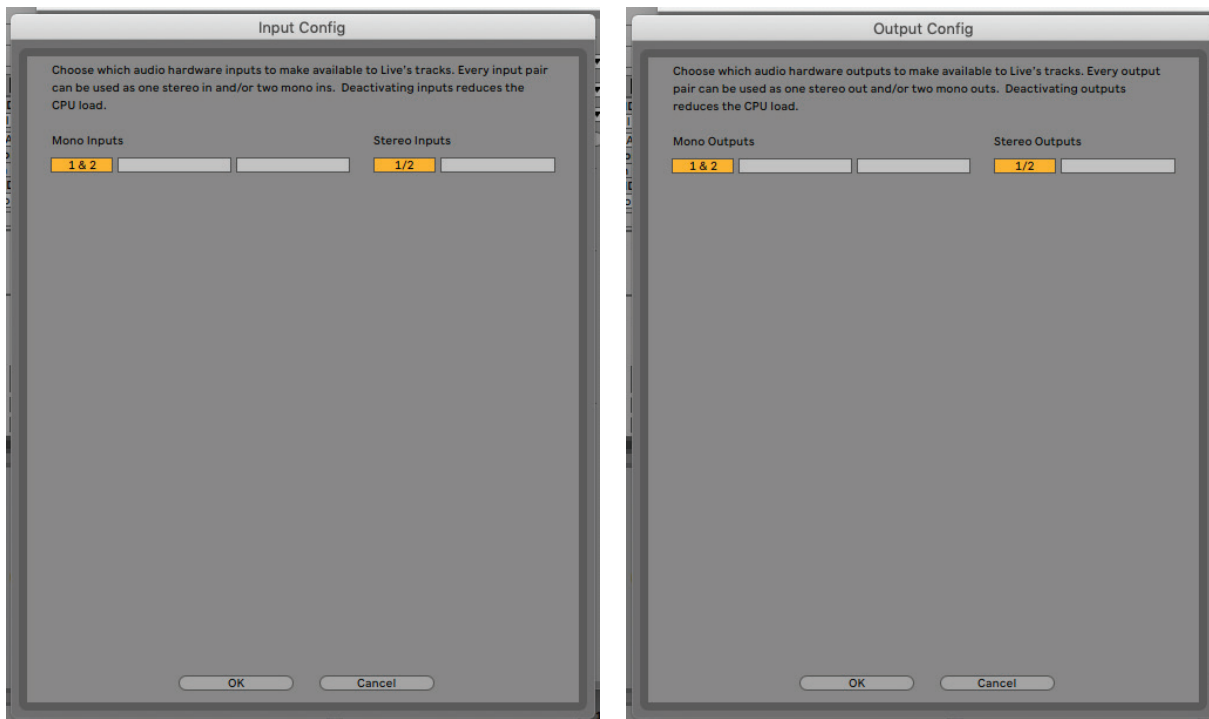 Input Config
Choose which audio hardware inputs to make available to Live's tracks. Every input pair
can be used as one stereo in and/or two mono ins.  Deactivating inputs reduces the
CPU load.
Mono Inputs
Stereo Inputs
1 & 2
1/2
OK
Cancel
Output Config
Choose which audio hardware outputs to make available to Live's tracks. Every output
pair can be used as one stereo out and/or two mono outs.  Deactivating outputs
reduces the CPU load.
Mono Outputs
Stereo Outputs
1 & 2
1/2
OK
Cancel